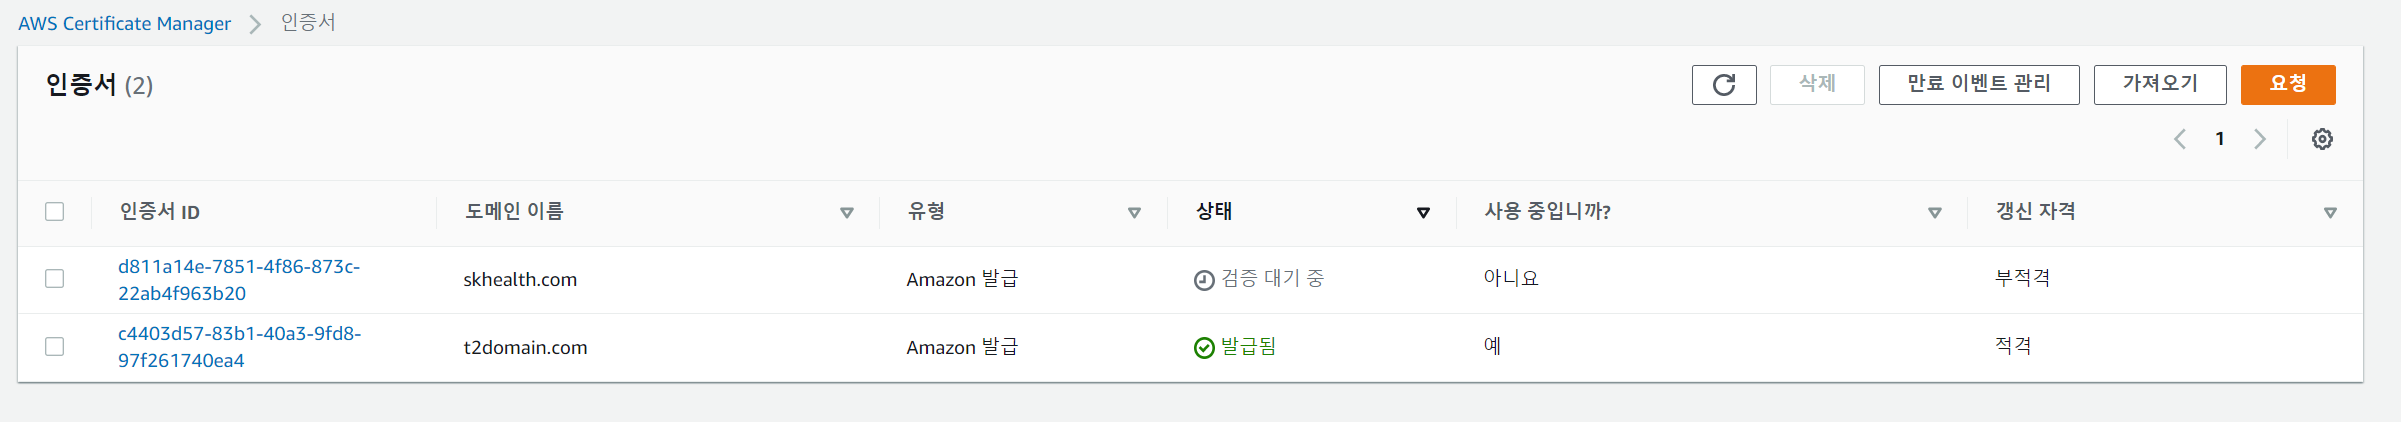 AWS Certificate Manager > 인증서
인증서 (2)
삭제 만료 이벤트 관리 가져오기 요청
1
인증서 ID 도메인 이름 유형 상태 사용 중입니까? 갱신 자격
d811a14e-7851-4f86-873c-
22ab4f963b20
skhealth.com Amazon 발급 검증 대기 중 아니요 부적격
c4403d57-83b1-40a3-9fd8-
97f261740ea4
t2domain.com Amazon 발급 발급됨 예 적격